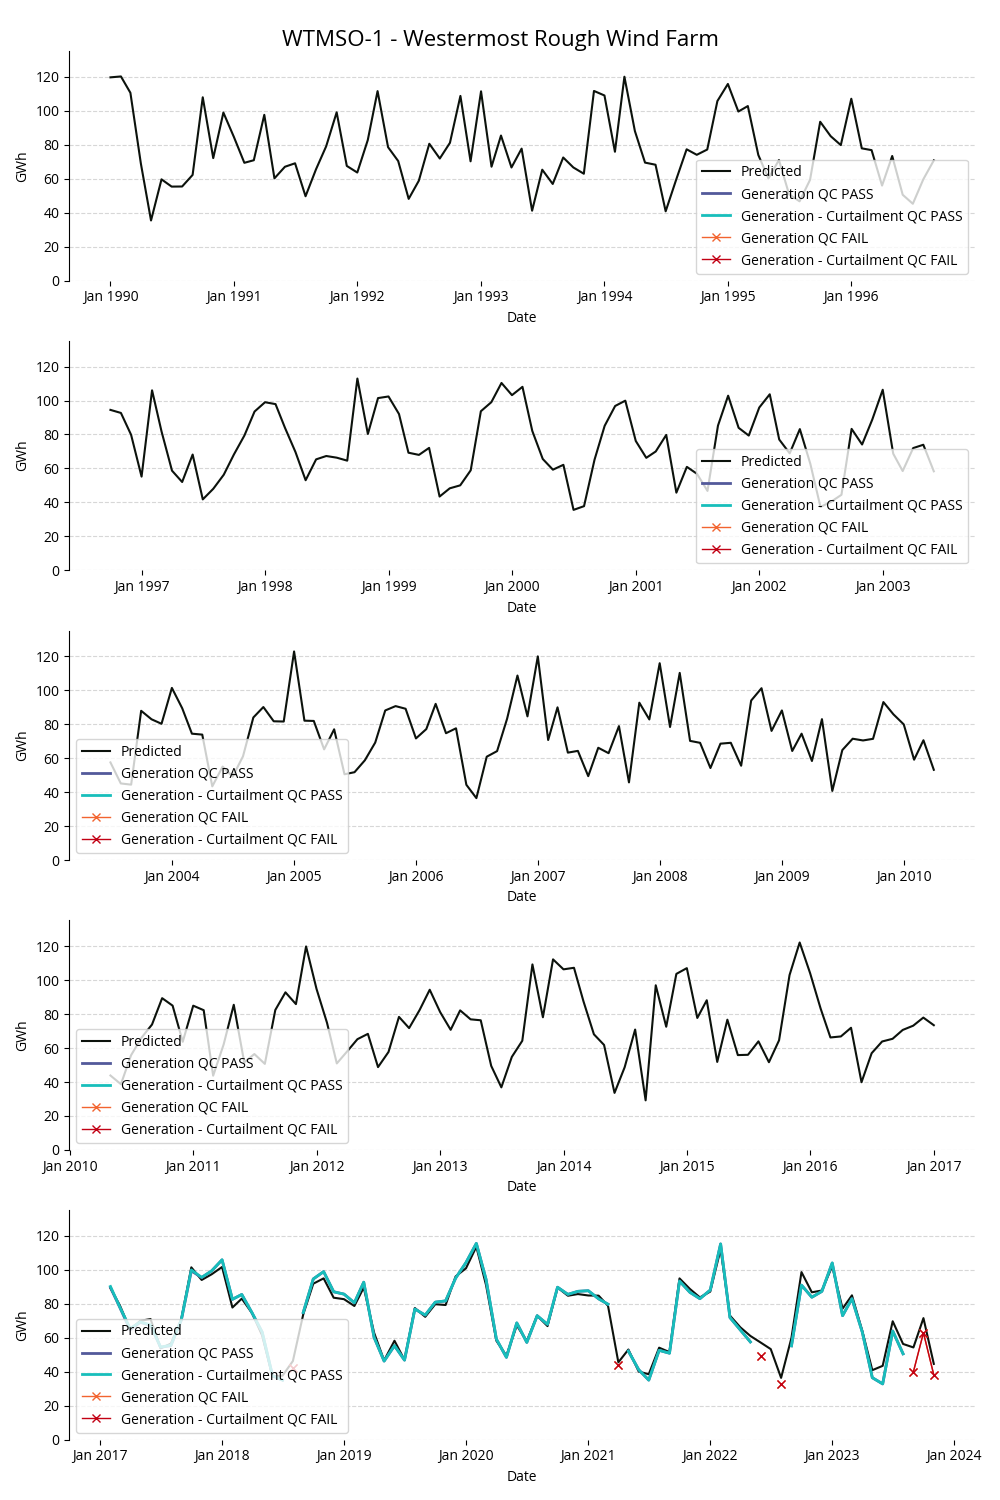 WTMSO-1 - Westermost Rough Wind Farm
120
100
80
60
40
20
0
GWh
Predicted
Generation QC PASS
Generation - Curtailment QC PASS
Generation QC FAIL
Generation - Curtailment QC FAIL
Jan 1990 Jan 1991 Jan 1992 Jan 1993 Jan 1994 Jan 1995 Jan 1996
Date
120
100
80
60
40
20
0
GWh
Predicted
Generation QC PASS
Generation - Curtailment QC PASS
Generation QC FAIL
Generation - Curtailment QC FAIL
Jan 1997 Jan 1998 Jan 1999 Jan 2000 Jan 2001 Jan 2002 Jan 2003
Date
120
100
80
60
40
20
0
GWh
Predicted
Generation QC PASS
Generation - Curtailment QC PASS
Generation QC FAIL
Generation - Curtailment QC FAIL
Jan 2004 Jan 2005 Jan 2006 Jan 2007 Jan 2008 Jan 2009 Jan 2010
Date
120
100
80
60
40
20
0
GWh
Predicted
Generation QC PASS
Generation - Curtailment QC PASS
Generation QC FAIL
Generation - Curtailment QC FAIL
Jan 2010 Jan 2011 Jan 2012 Jan 2013 Jan 2014 Jan 2015 Jan 2016 Jan 2017
Date
120
100
80
60
40
20
0
GWh
Predicted
Generation QC PASS
Generation - Curtailment QC PASS
Generation QC FAIL
Generation - Curtailment QC FAIL
Jan 2017 Jan 2018 Jan 2019 Jan 2020 Jan 2021 Jan 2022 Jan 2023 Jan 2024
Date